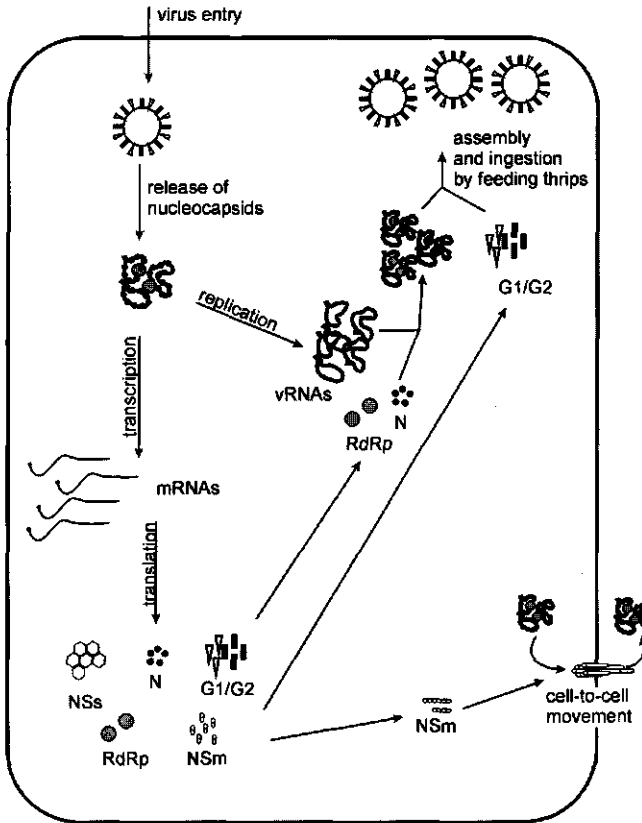 virus entry
assembly
and ingestion
by feeding thrips
release of
nucleocapsids
G1/G2
replication
vRNAs
transcription
N
RdRp
mRNAs
translation
NSs
N
G1/G2
RdRp
NSm
NSm
cell-to-cell
movement